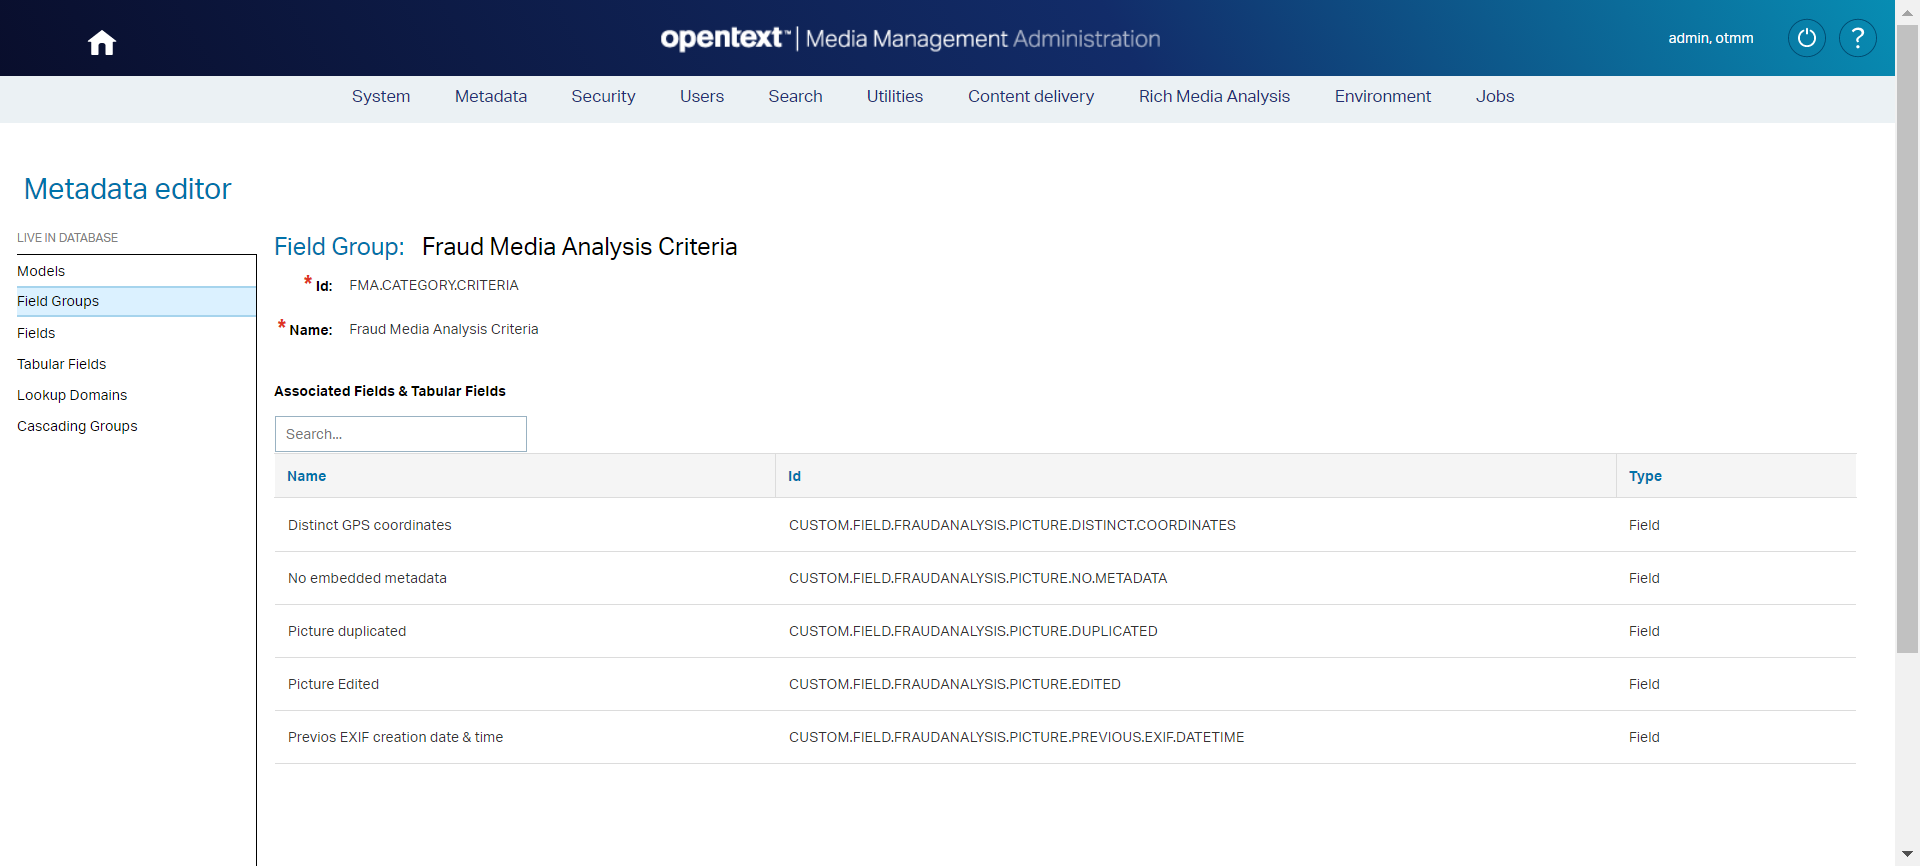 opentext™ | Media Management Administration
admin, otmm
?
System Metadata Security Users Search Utilities Content delivery Rich Media Analysis Environment Jobs
Metadata editor
LIVE IN DATABASE
Models
Field Groups
Fields
Tabular Fields
Lookup Domains
Cascading Groups
Field Group: Fraud Media Analysis Criteria
* Id: FMA.CATEGORY.CRITERIA
* Name: Fraud Media Analysis Criteria
Associated Fields & Tabular Fields
Search...
Name Id Type
Distinct GPS coordinates CUSTOM.FIELD.FRAUDANALYSIS.PICTURE.DISTINCT.COORDINATES Field
No embedded metadata CUSTOM.FIELD.FRAUDANALYSIS.PICTURE.NO.METADATA Field
Picture duplicated CUSTOM.FIELD.FRAUDANALYSIS.PICTURE.DUPLICATED Field
Picture Edited CUSTOM.FIELD.FRAUDANALYSIS.PICTURE.EDITED Field
Previos EXIF creation date & time CUSTOM.FIELD.FRAUDANALYSIS.PICTURE.PREVIOUS.EXIF.DATETIME Field